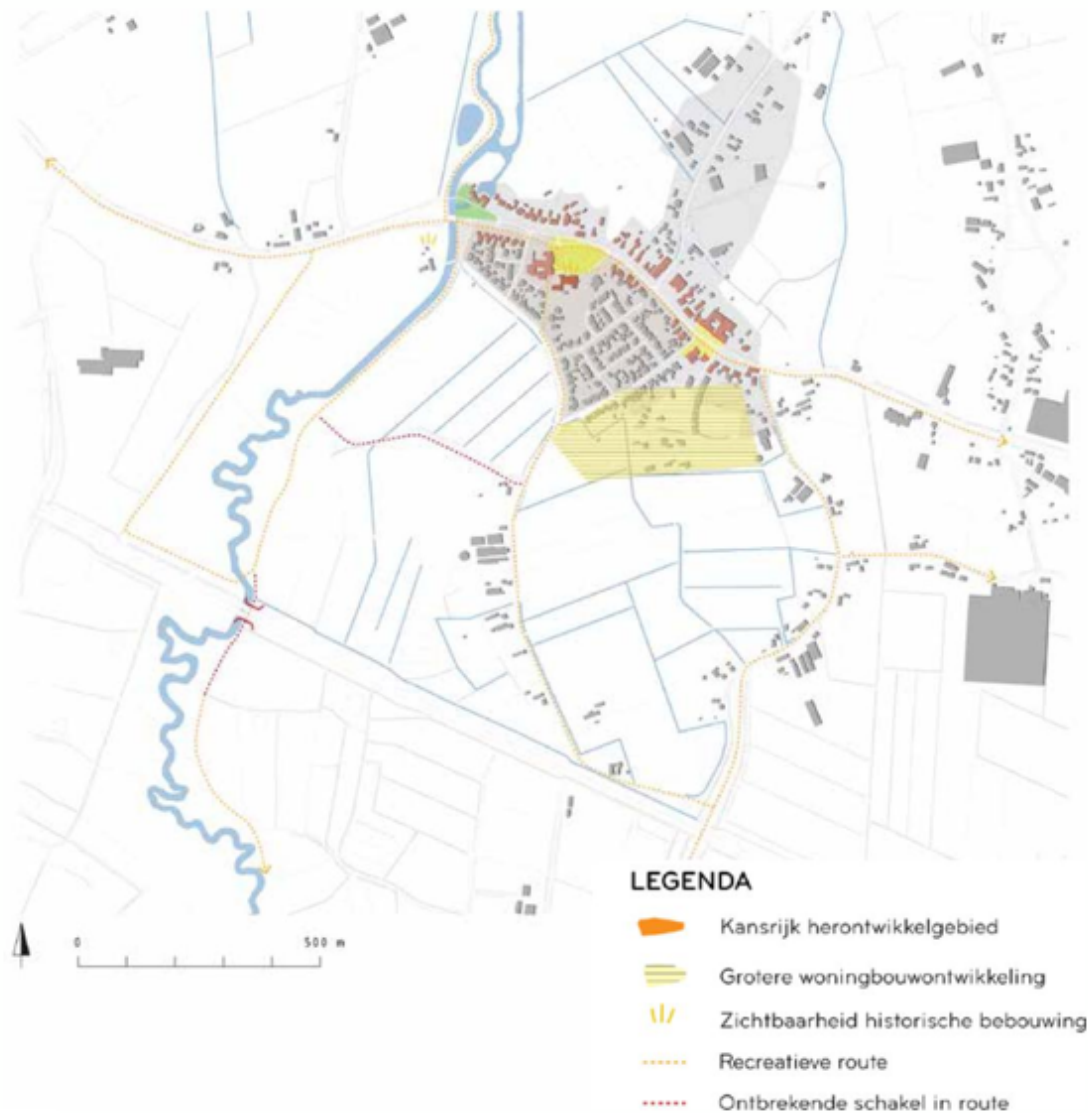 0 500 m
LEGENDA
Kansrijk herontwikkelgebied
Grotere woningbouwontwikkeling
Zichtbaarheid historische bebouwing
Recreatieve route
Ontbrekende schakel in route